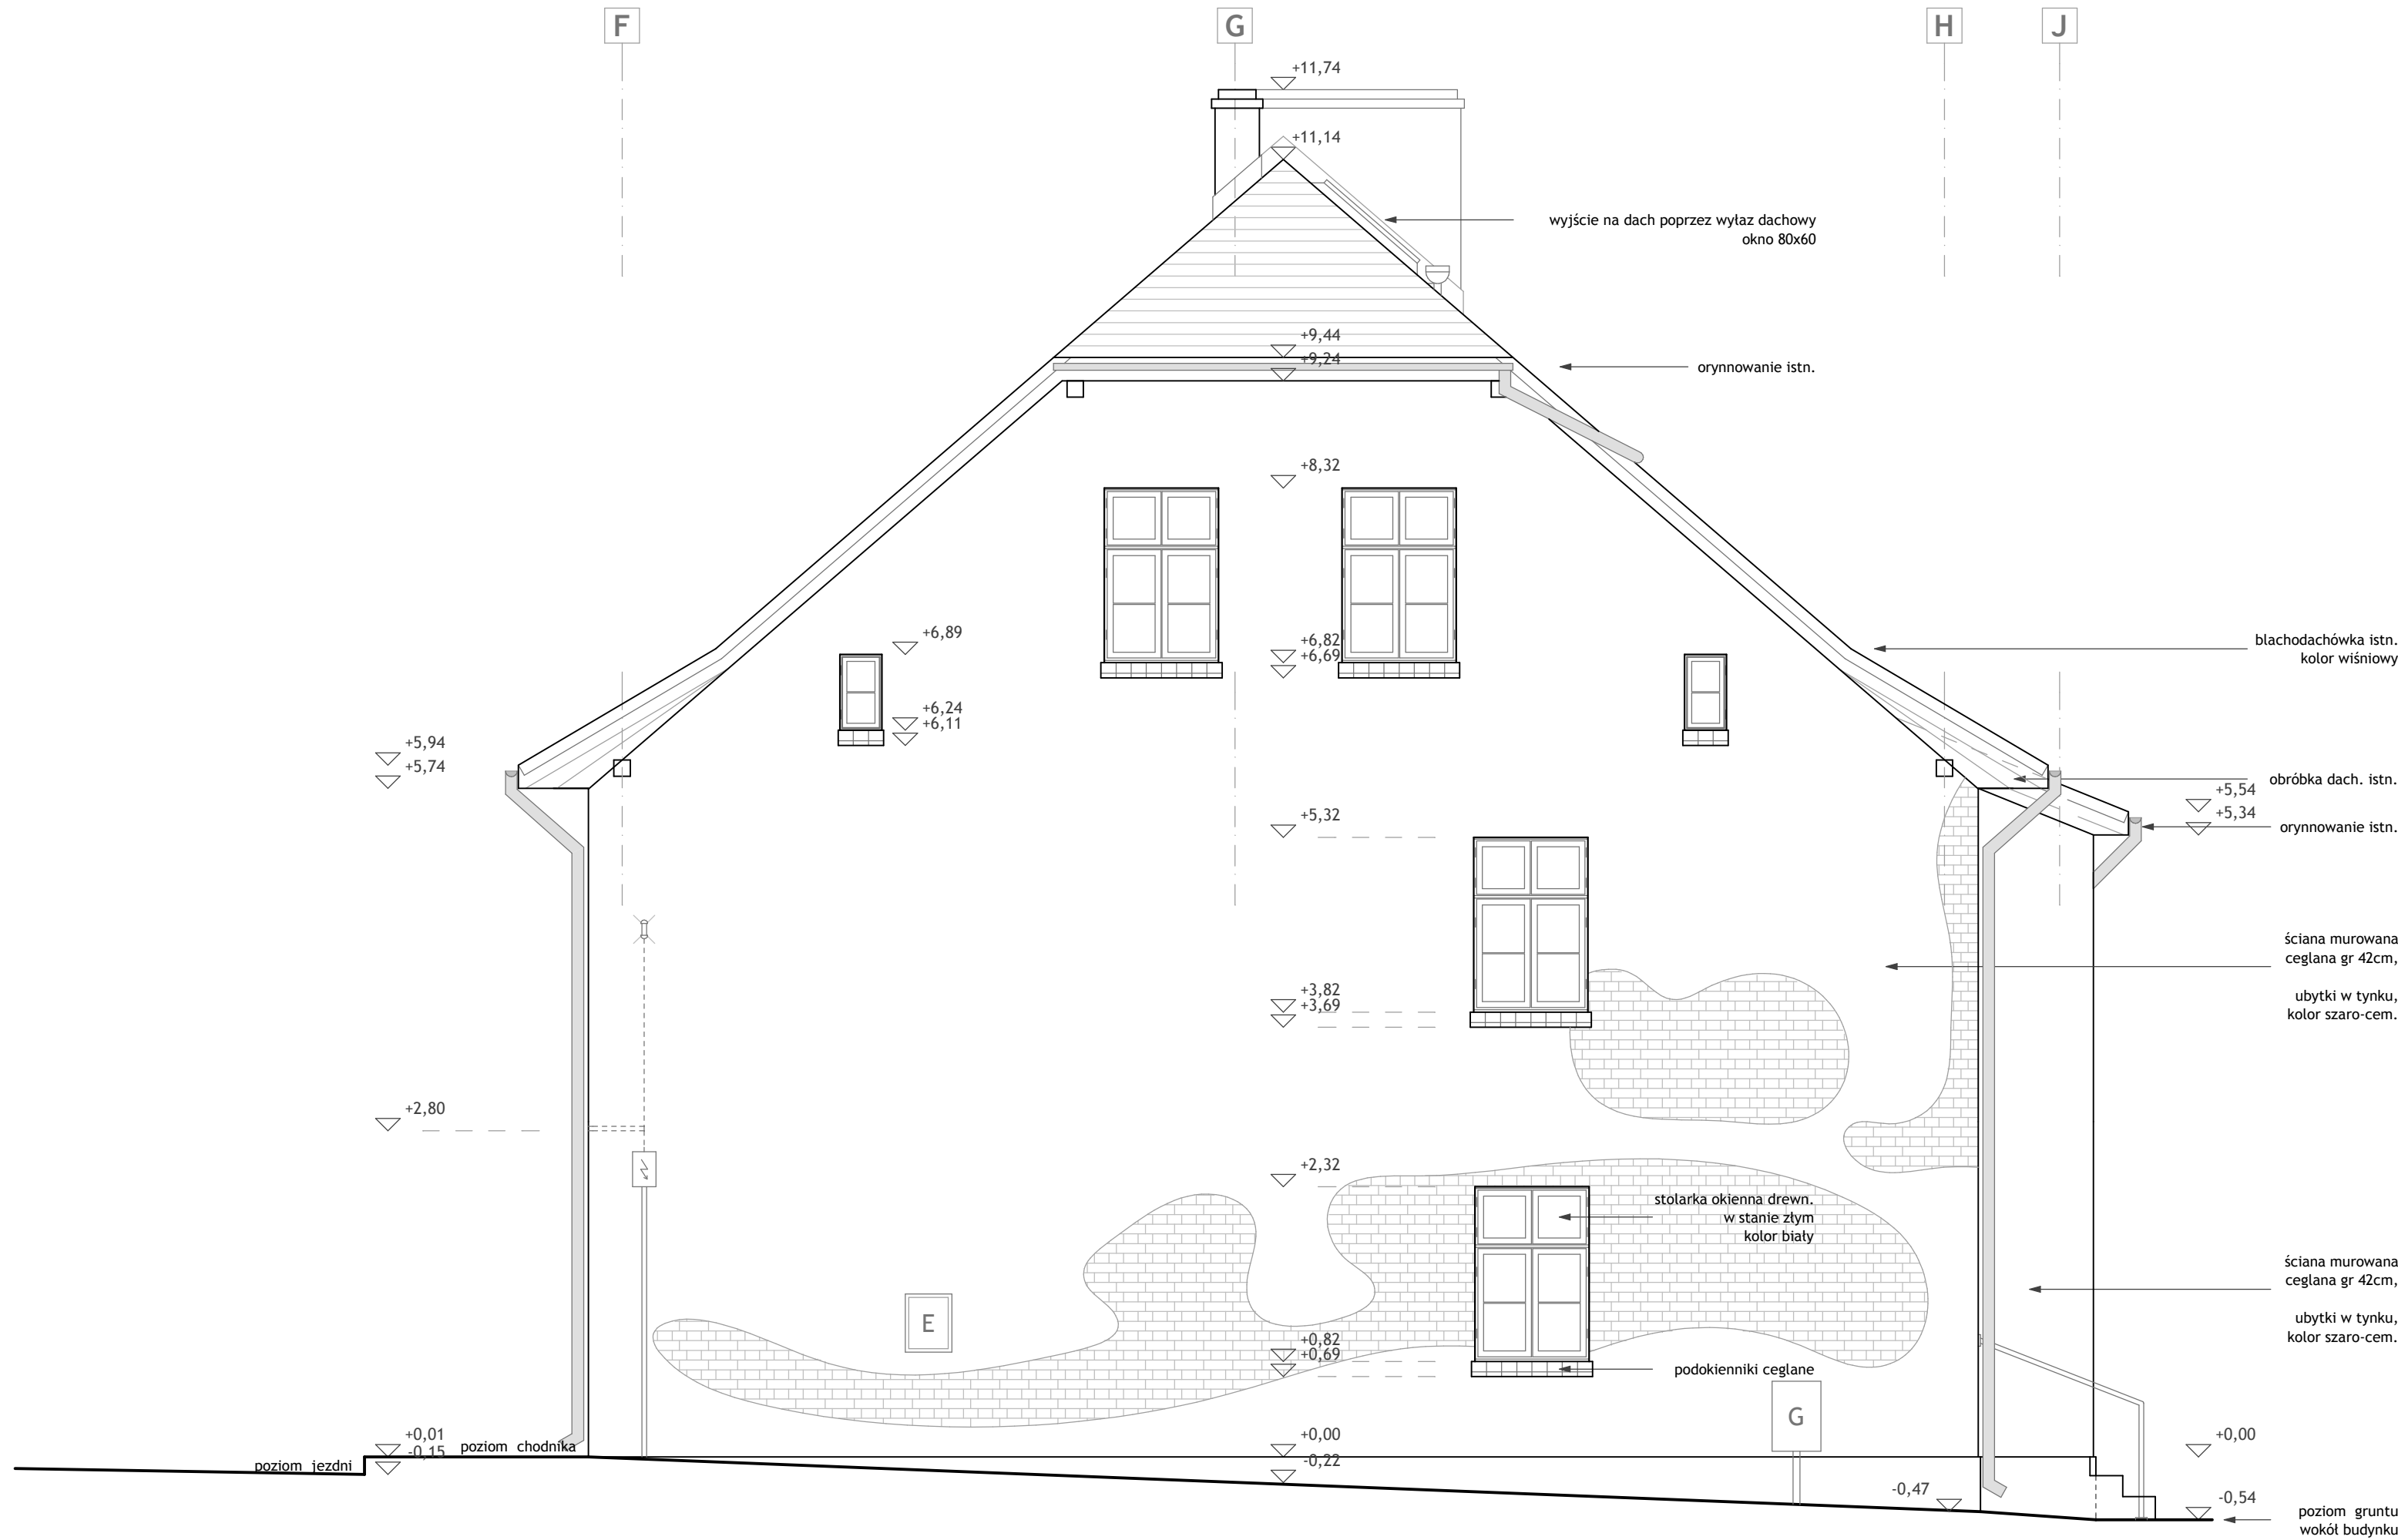 F
G
H
J
+11,74
+11,14
wyjście na dach poprzez wyłaz dachowy
okno 80x60
+9,44
+9,24
orynnowanie istn.
+8,32
+6,89
+6,82
+6,69
blachodachówka istn.
kolor wiśniowy
+6,24
+6,11
+5,94
+5,74
obróbka dach. istn.
+5,54
+5,34
orynnowanie istn.
+5,32
ściana murowana
ceglana gr 42cm,
ubytki w tynku,
kolor szaro-cem.
+3,82
+3,69
+2,80
+2,32
stolarka okienna drewn.
w stanie złym
kolor biały
ściana murowana
ceglana gr 42cm,
ubytki w tynku,
kolor szaro-cem.
E
+0,82
+0,69
podokienniki ceglane
G
+0,01
-0,15
poziom chodnika
poziom jezdni
+0,00
-0,22
+0,00
-0,47
-0,54
poziom gruntu
wokół budynku